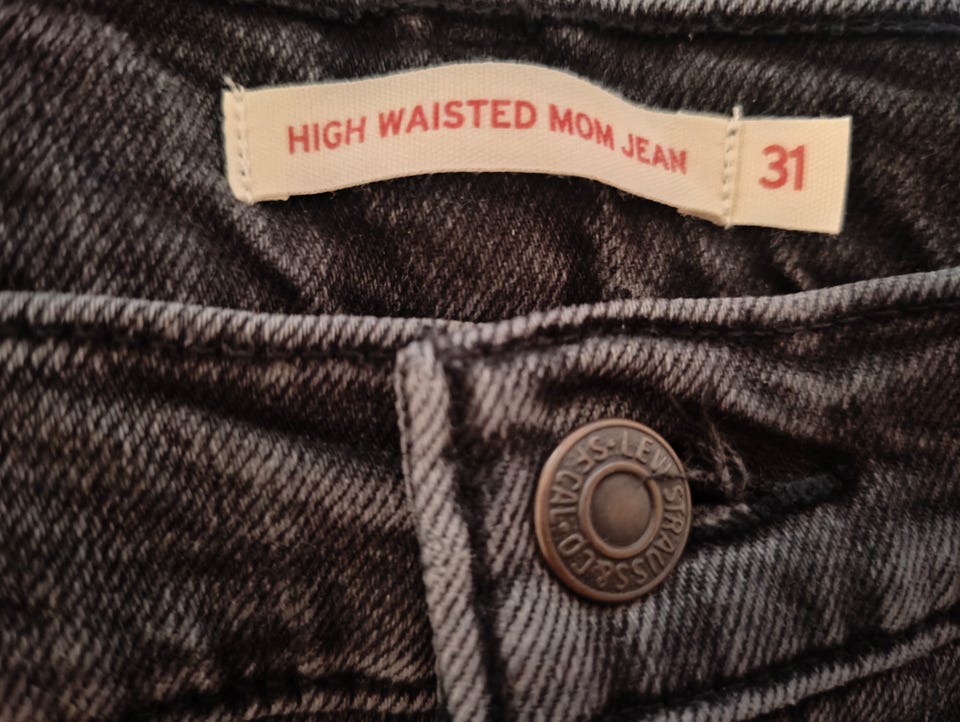 HIGH WAISTED MOM JEAN
31
LEVI STRAUSS & CO. S.F. CAL